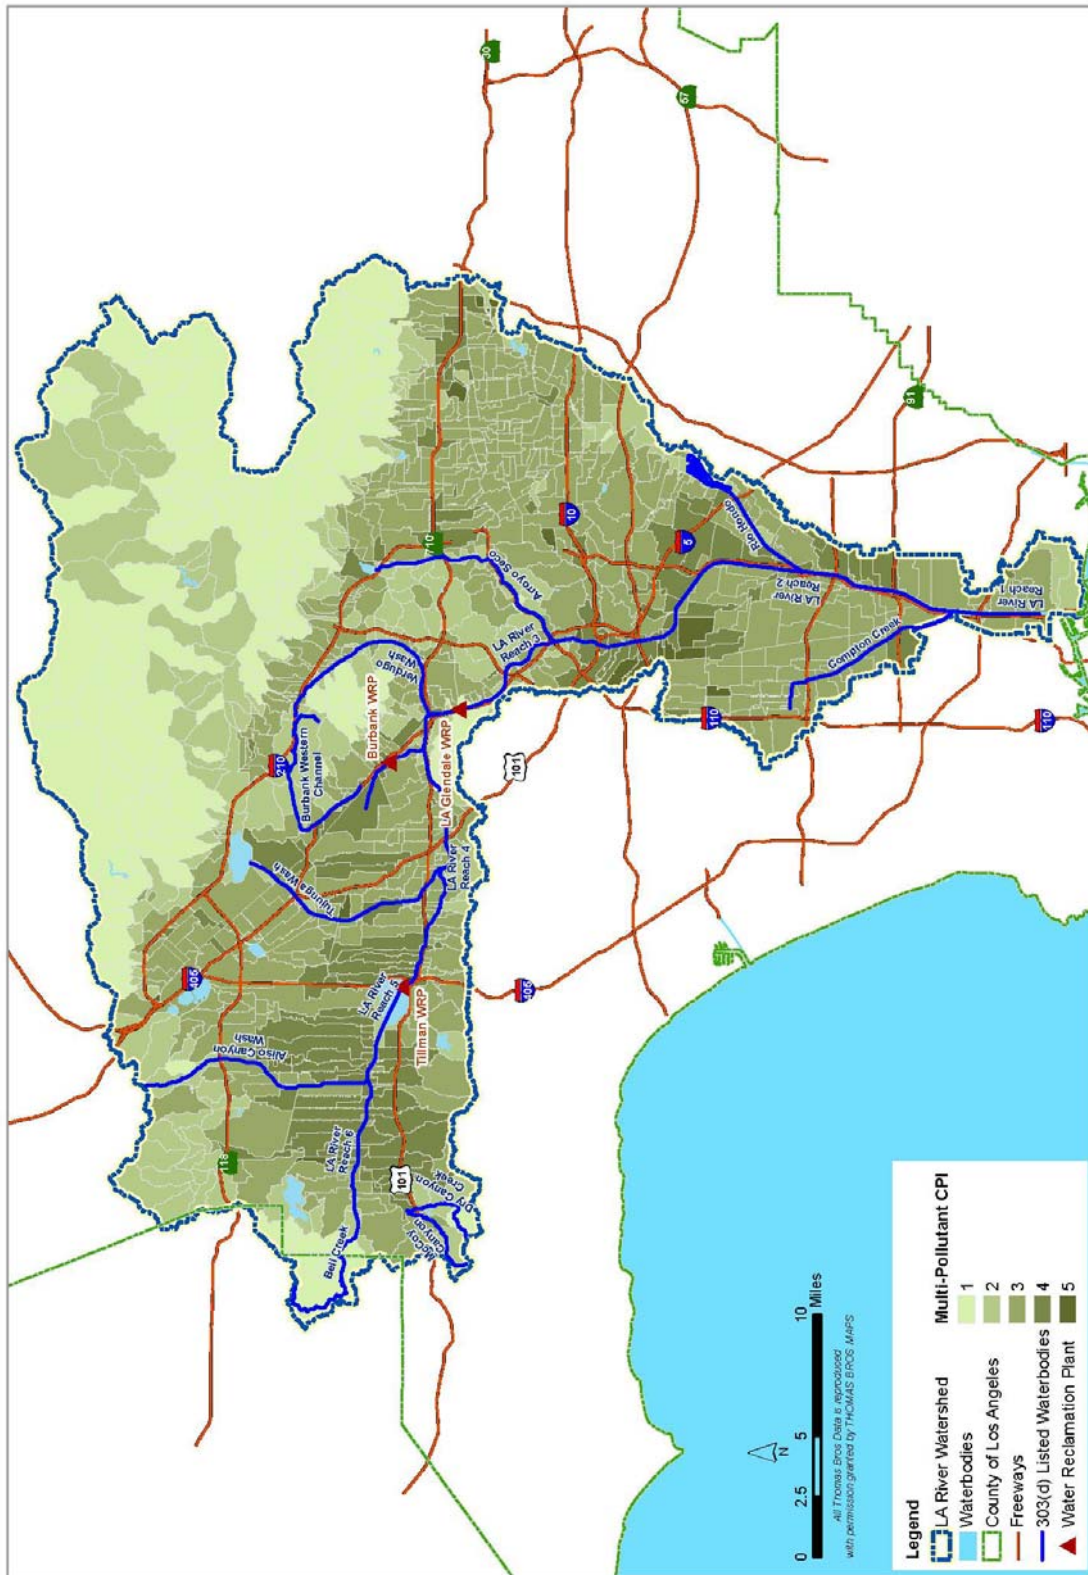 118
405
210
30
57
710
10
5
91
110
110
101
101
405
Bell Creek
McCoy
Canyon
Dry Canyon
Creek
LA River
Reach 6
Aliso Canyon
Wash
LA River
Reach 5
Tillman WRP
Tujunga Wash
LA River
Reach 4
Burbank Western
Channel
Burbank WRP
LA Glendale WRP
Verdugo
Wash
LA River
Reach 3
Arroyo Seco
Rio Hondo
LA River
Reach 2
Compton Creek
LA River
Reach 1
N
0 2.5 5 10
Miles
All Thomas Bros Data is reproduced
with permission granted by THOMAS BROS MAPS
Legend
LA River Watershed
Waterbodies
County of Los Angeles
Freeways
303(d) Listed Waterbodies
Water Reclamation Plant
Multi-Pollutant CPI
1
2
3
4
5